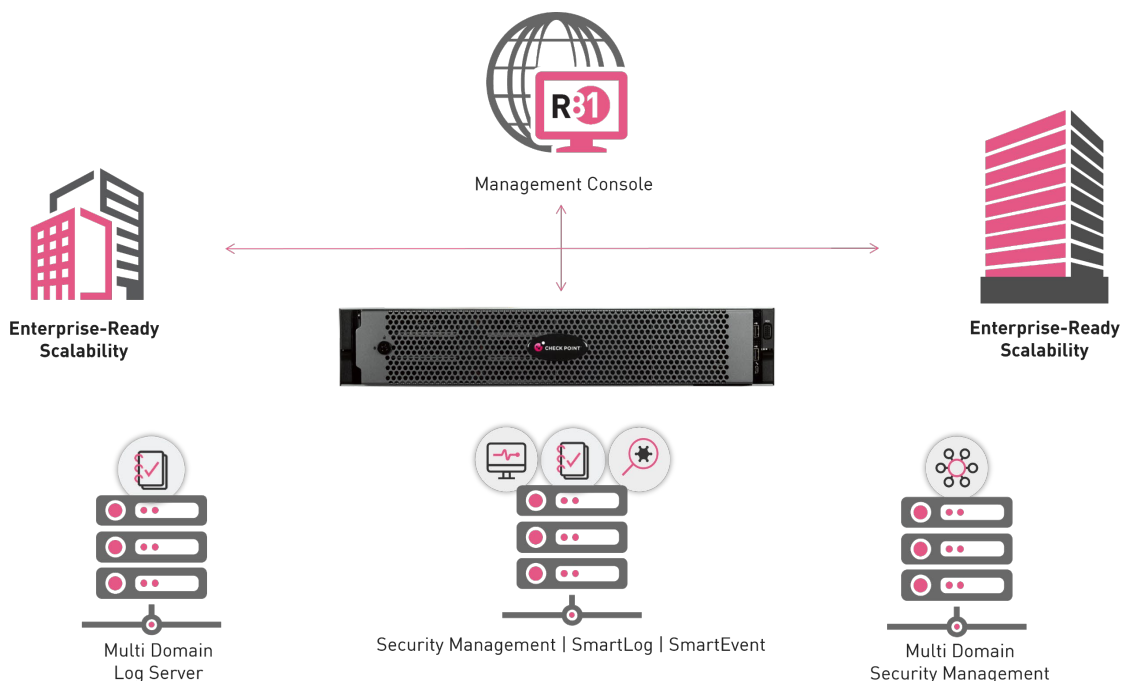 R81
Management Console
Enterprise-Ready
Scalability
Enterprise-Ready
Scalability
CHECK POINT
Security Management | SmartLog | SmartEvent
Multi Domain
Log Server
Multi Domain
Security Management